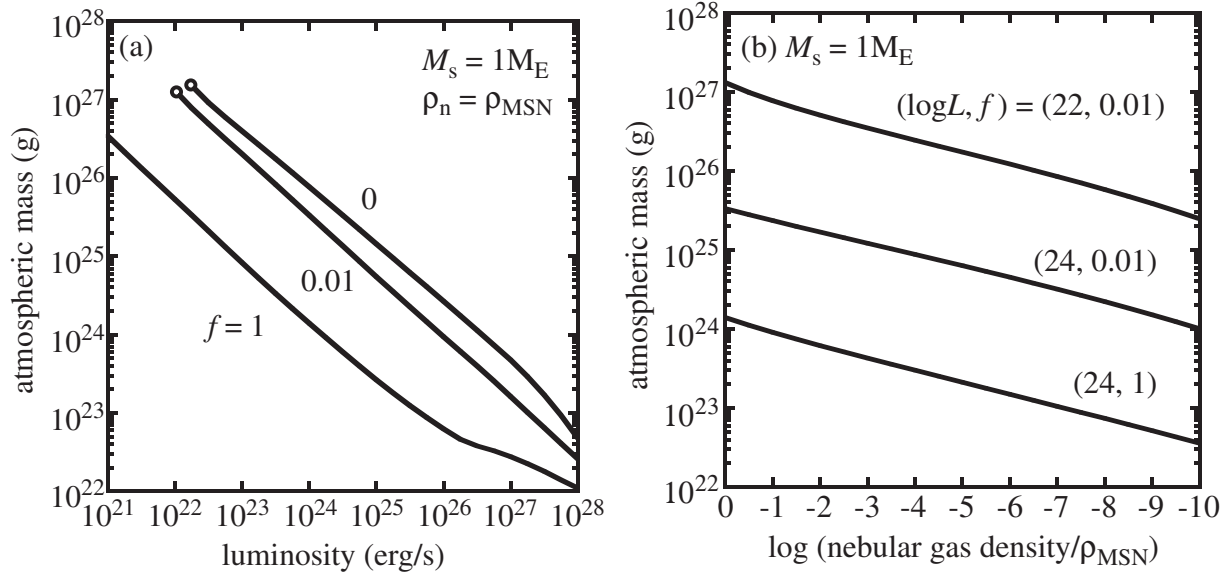 (a)
M_s = 1M_E
ρ_n = ρ_MSN
0
0.01
f = 1
10^28
10^27
10^26
10^25
10^24
10^23
10^22
atmospheric mass (g)
10^21 10^22 10^23 10^24 10^25 10^26 10^27 10^28
luminosity (erg/s)
(b) M_s = 1M_E
(logL, f) = (22, 0.01)
(24, 0.01)
(24, 1)
10^28
10^27
10^26
10^25
10^24
10^23
10^22
atmospheric mass (g)
0 -1 -2 -3 -4 -5 -6 -7 -8 -9 -10
log (nebular gas density/ρ_MSN)